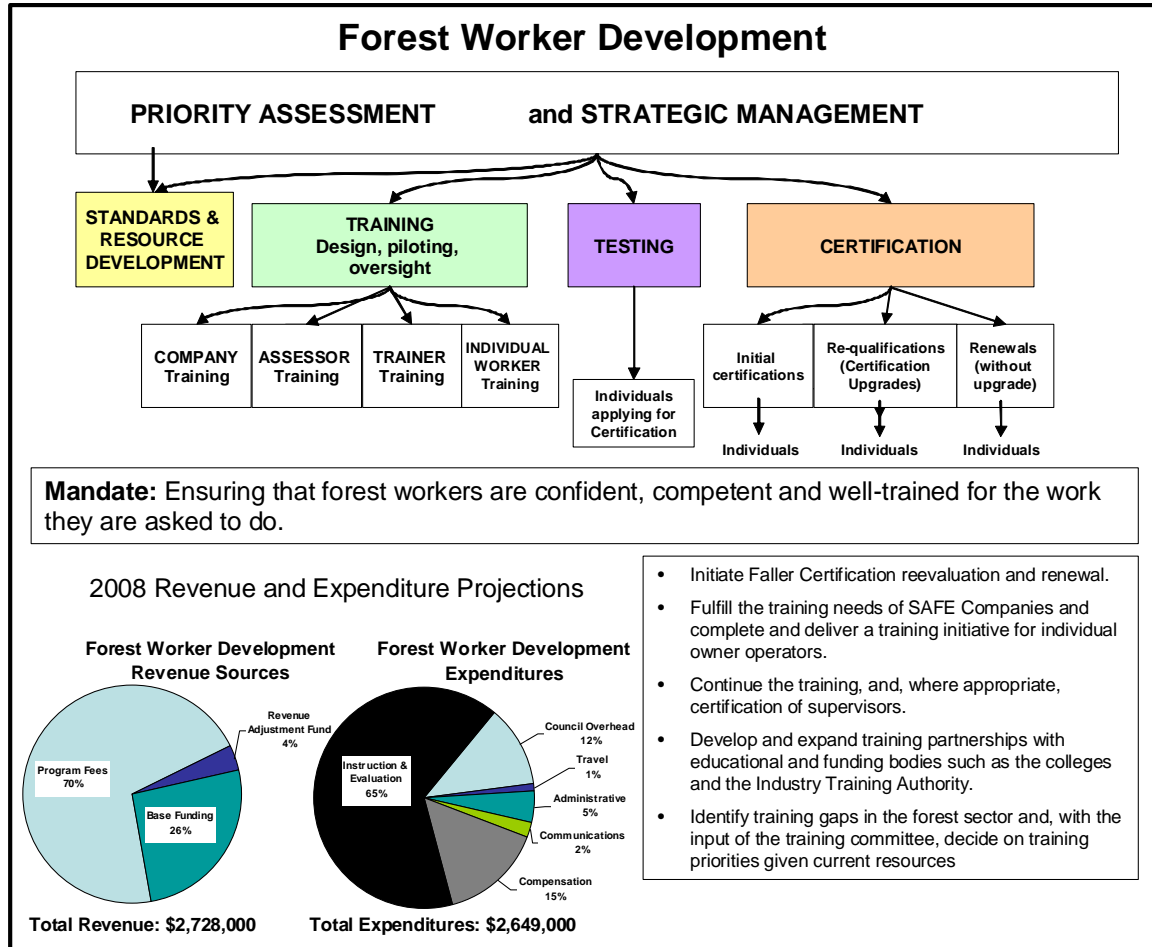 Forest Worker Development
PRIORITY ASSESSMENT and STRATEGIC MANAGEMENT
STANDARDS &
RESOURCE
DEVELOPMENT
TRAINING
Design, piloting,
oversight
TESTING
CERTIFICATION
COMPANY
Training
ASSESSOR
Training
TRAINER
Training
INDIVIDUAL
WORKER
Training
Individuals
applying for
Certification
Initial
certifications
Re-qualifications
(Certification
Upgrades)
Renewals
(without
upgrade)
Individuals
Individuals
Individuals
Mandate: Ensuring that forest workers are confident, competent and well-trained for the work
they are asked to do.
2008 Revenue and Expenditure Projections
Forest Worker Development
Revenue Sources
Revenue
Adjustment Fund
4%
Program Fees
70%
Base Funding
26%
Total Revenue: $2,728,000
Forest Worker Development
Expenditures
Council Overhead
12%
Travel
1%
Instruction &
Evaluation
65%
Administrative
5%
Communications
2%
Compensation
15%
Total Expenditures: $2,649,000
• Initiate Faller Certification reevaluation and renewal.
• Fulfill the training needs of SAFE Companies and
complete and deliver a training initiative for individual
owner operators.
• Continue the training, and, where appropriate,
certification of supervisors.
• Develop and expand training partnerships with
educational and funding bodies such as the colleges
and the Industry Training Authority.
• Identify training gaps in the forest sector and, with the
input of the training committee, decide on training
priorities given current resources